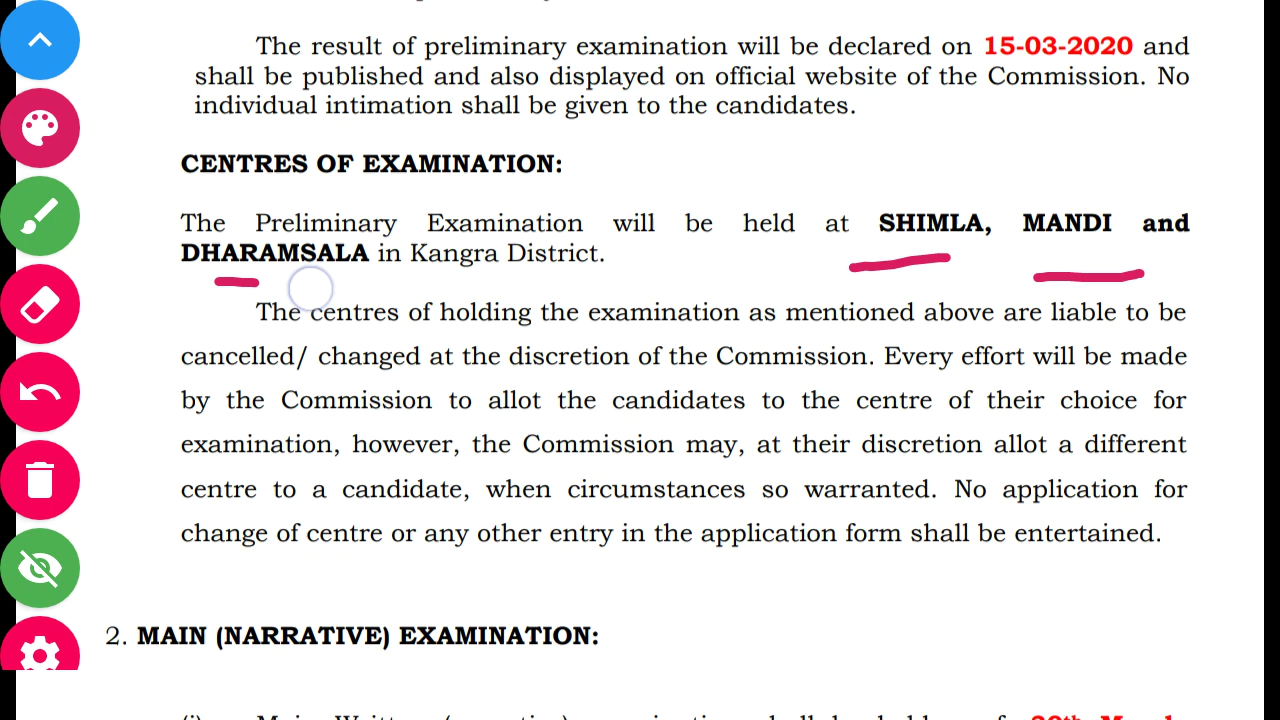 The result of preliminary examination will be declared on 15-03-2020 and
shall be published and also displayed on official website of the Commission. No
individual intimation shall be given to the candidates.
CENTRES OF EXAMINATION:
The Preliminary Examination will be held at SHIMLA, MANDI and
DHARAMSALA in Kangra District.
The centres of holding the examination as mentioned above are liable to be
cancelled/ changed at the discretion of the Commission. Every effort will be made
by the Commission to allot the candidates to the centre of their choice for
examination, however, the Commission may, at their discretion allot a different
centre to a candidate, when circumstances so warranted. No application for
change of centre or any other entry in the application form shall be entertained.
2. MAIN (NARRATIVE) EXAMINATION: